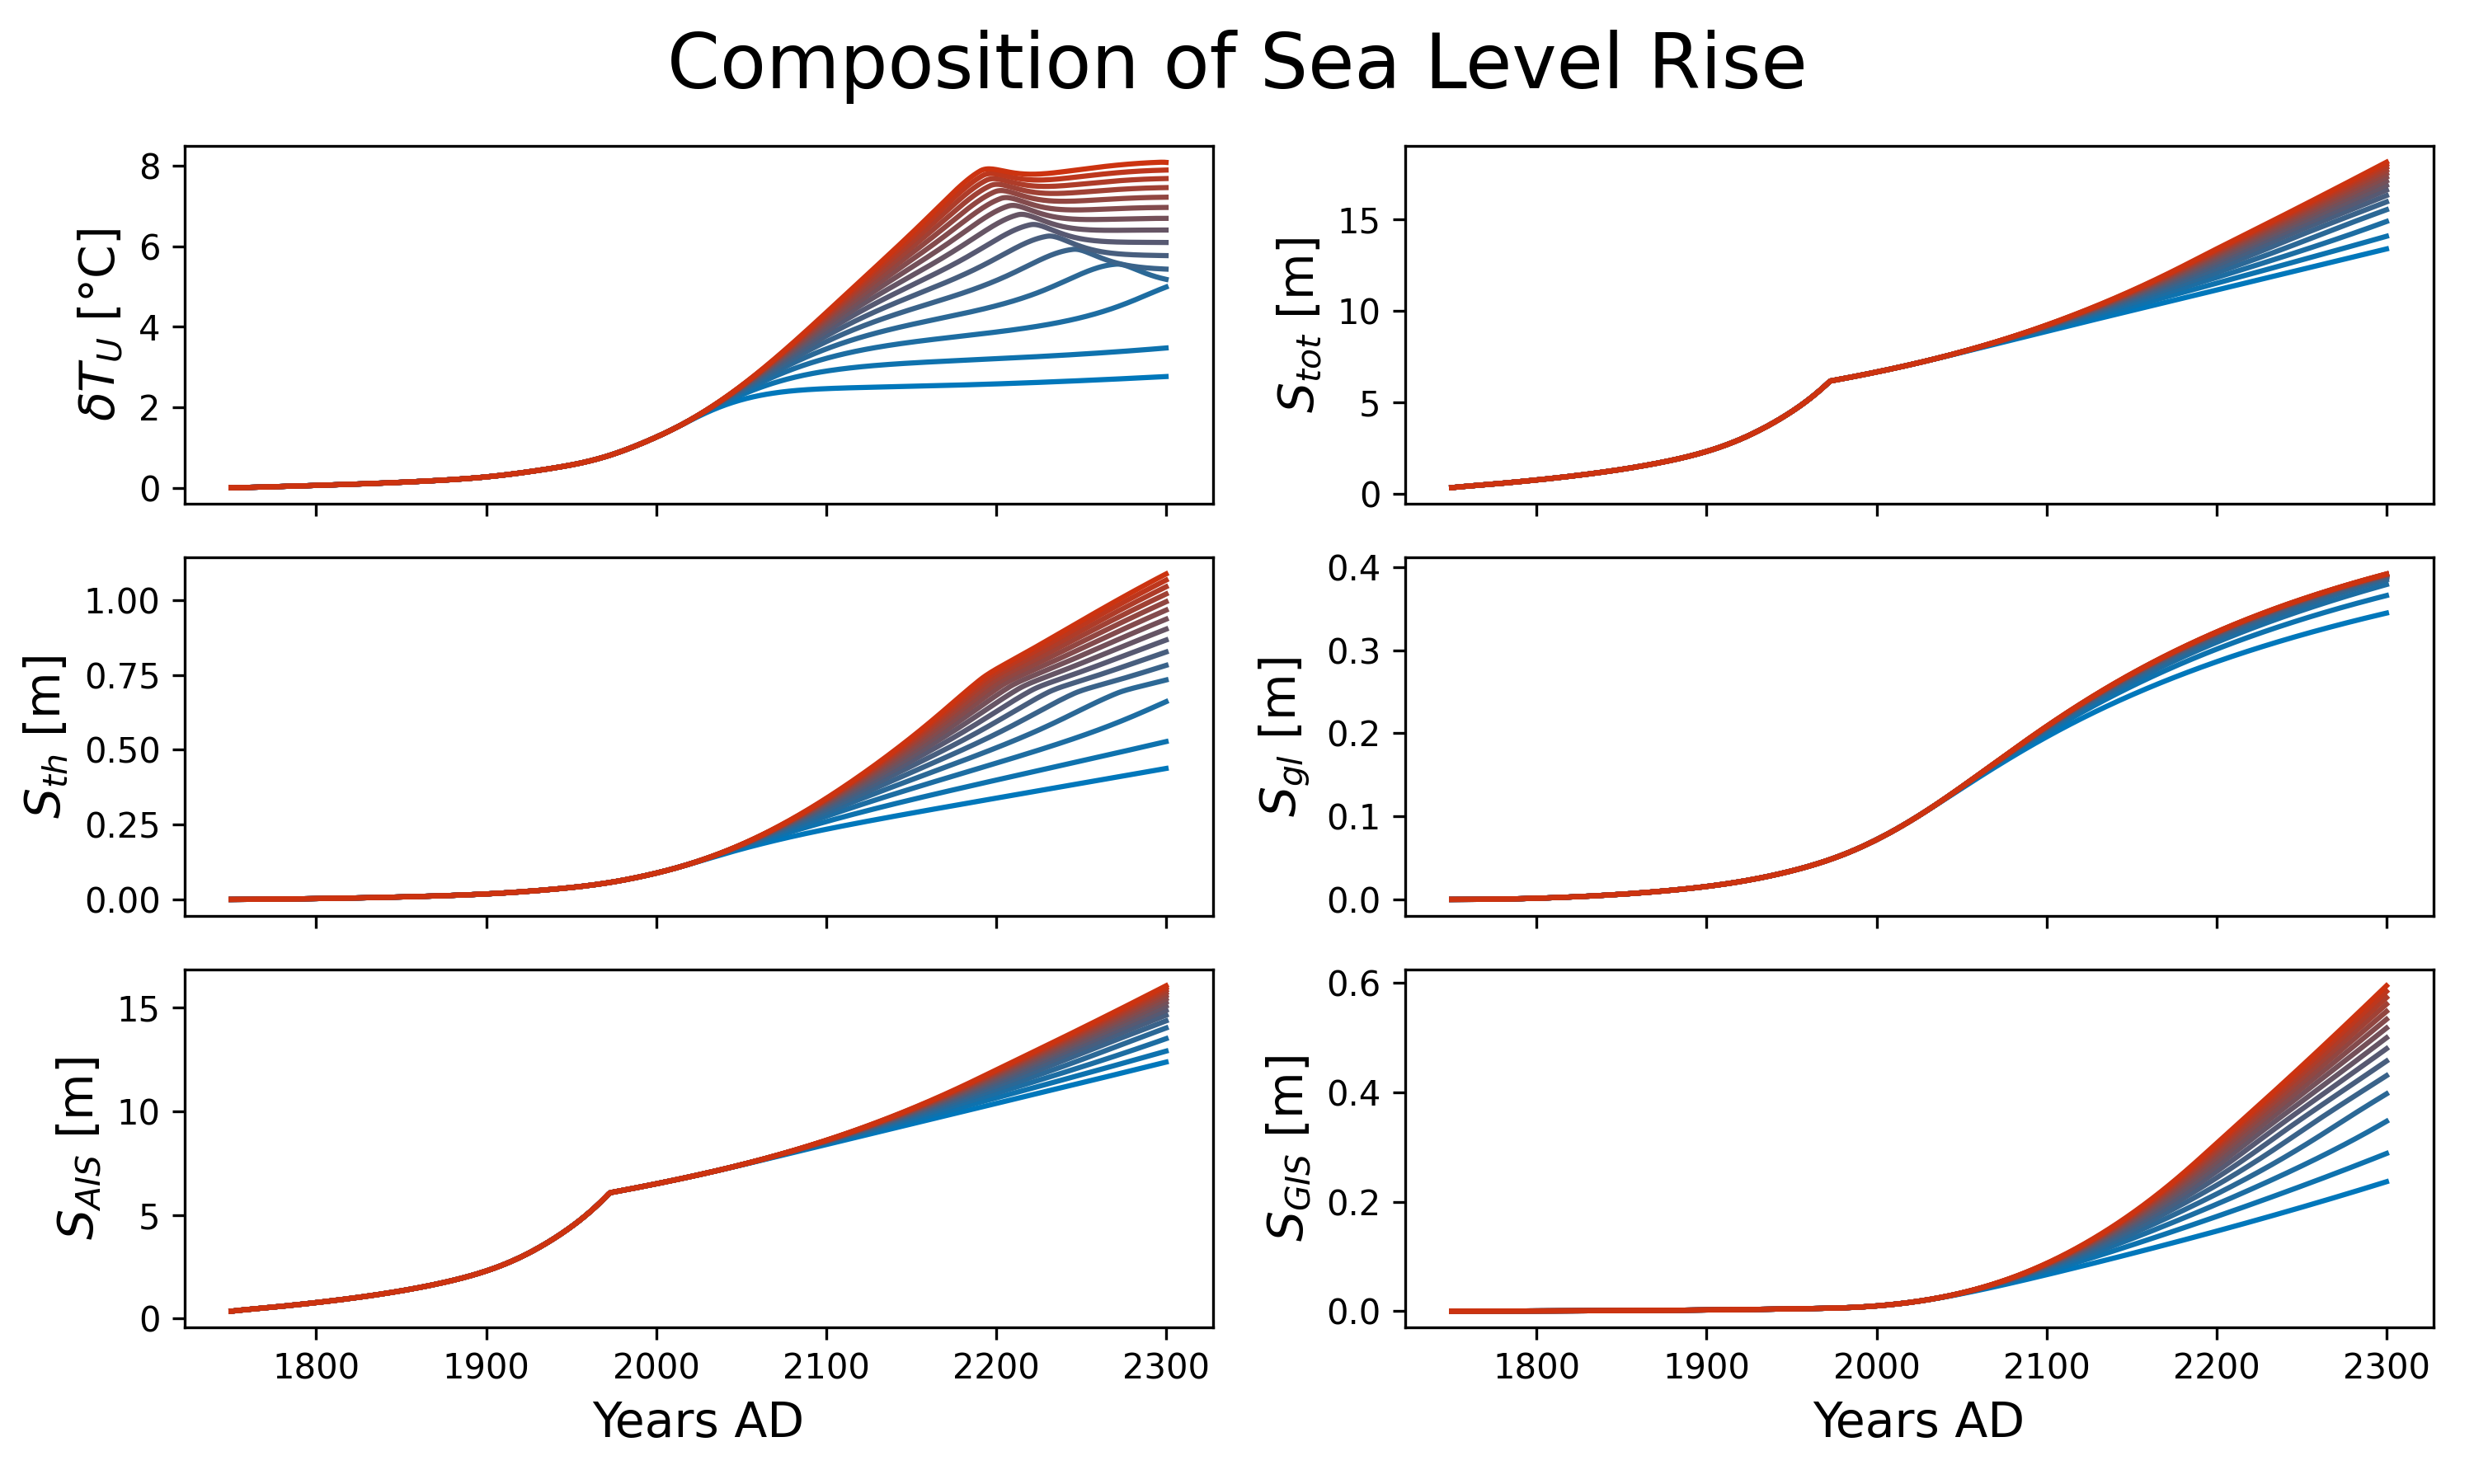 Composition of Sea Level Rise
δT_U [°C]
8
6
4
2
0
S_tot [m]
15
10
5
0
S_th [m]
1.00
0.75
0.50
0.25
0.00
S_gl [m]
0.4
0.3
0.2
0.1
0.0
S_AIS [m]
15
10
5
0
1800 1900 2000 2100 2200 2300
Years AD
S_GIS [m]
0.6
0.4
0.2
0.0
1800 1900 2000 2100 2200 2300
Years AD